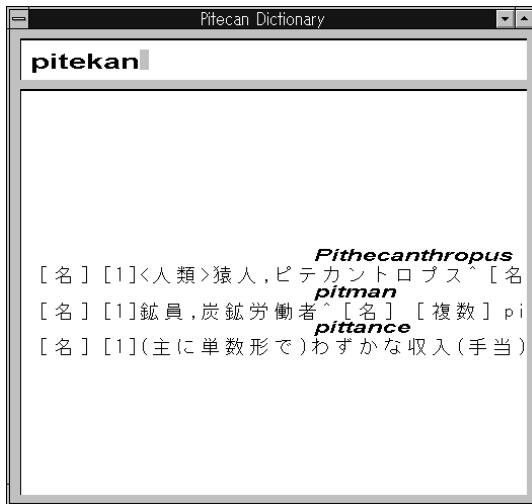 Pitecan Dictionary
pitekan
Pithecanthropus
[名] [1]<人類>猿人,ピテカントロプス^ [名
pitman
[名] [1]鉱員,炭鉱労働者^ [名] [複数] pi
pittance
[名] [1](主に単数形で)わずかな収入(手当)